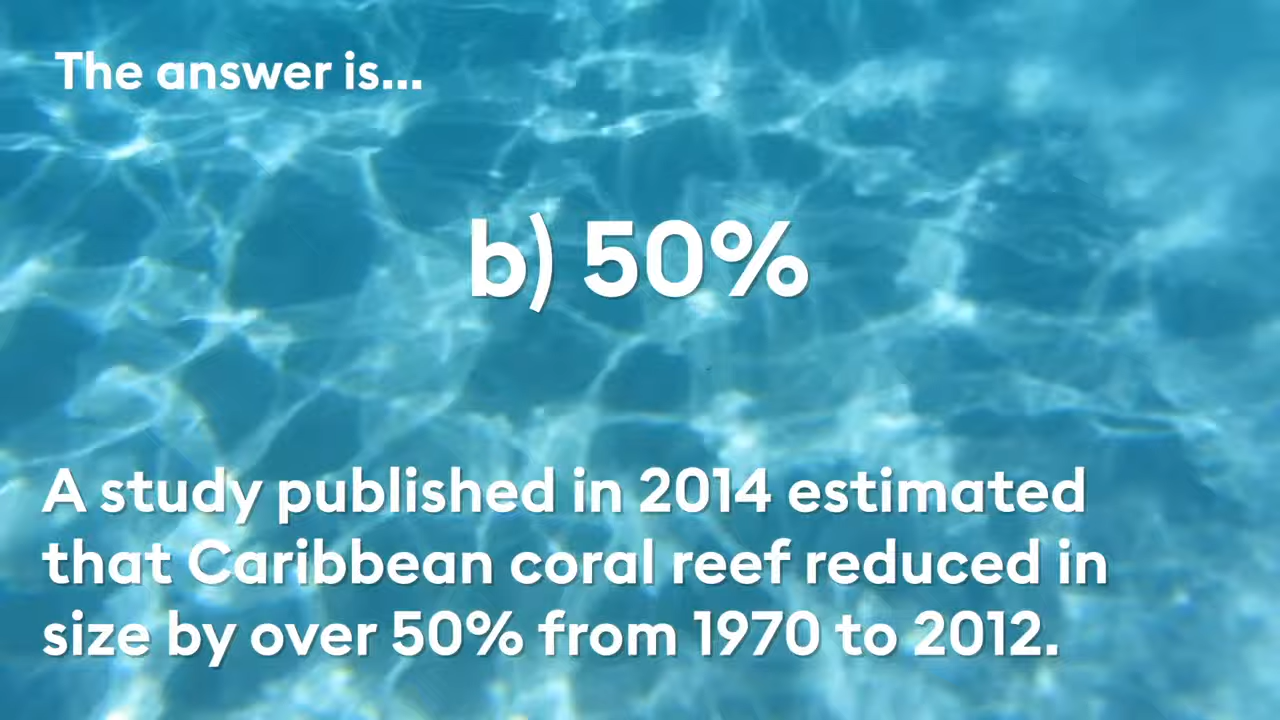 The answer is...
b) 50%
A study published in 2014 estimated
that Caribbean coral reef reduced in
size by over 50% from 1970 to 2012.